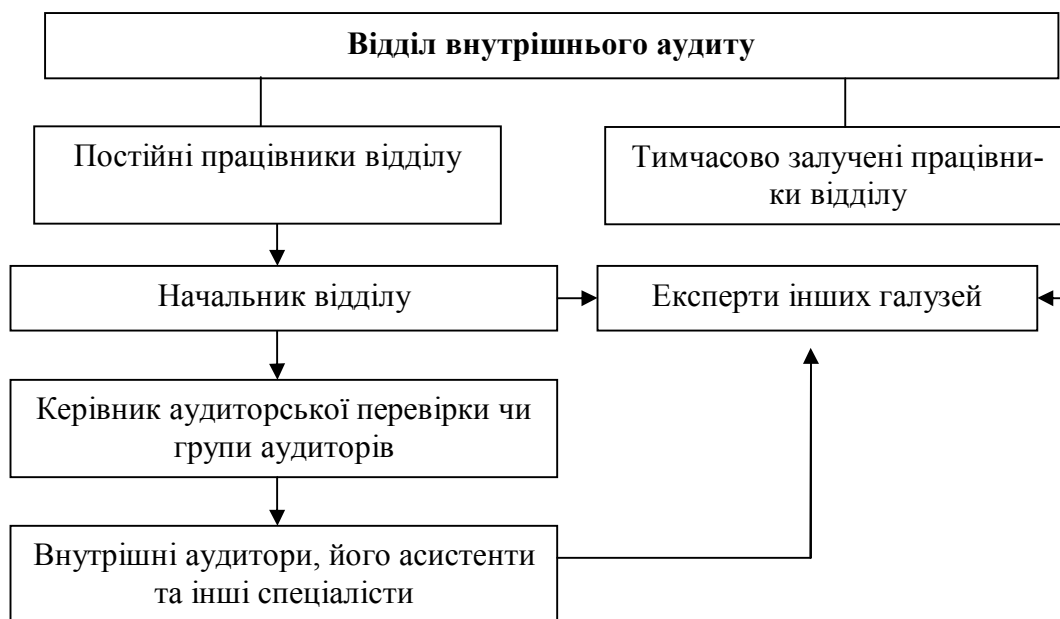 Відділ внутрішнього аудиту
Постійні працівники відділу
Тимчасово залучені працівни-
ки відділу
Начальник відділу
Експерти інших галузей
Керівник аудиторської перевірки чи
групи аудиторів
Внутрішні аудитори, його асистенти
та інші спеціалісти